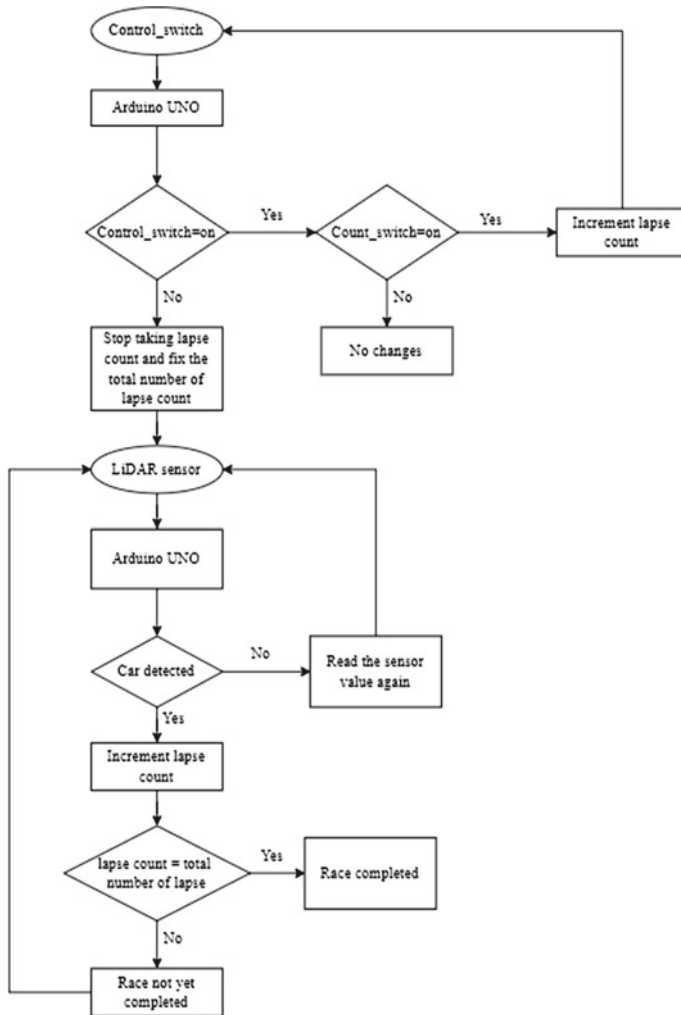 Control_switch
Arduino UNO
Control_switch=on
Yes
Count_switch=on
Yes
Increment lapse
count
No
No
Stop taking lapse
count and fix the
total number of
lapse count
No changes
LiDAR sensor
Arduino UNO
Car detected
No
Read the sensor
value again
Yes
Increment lapse
count
lapse count = total
number of lapse
Yes
Race completed
No
Race not yet
completed